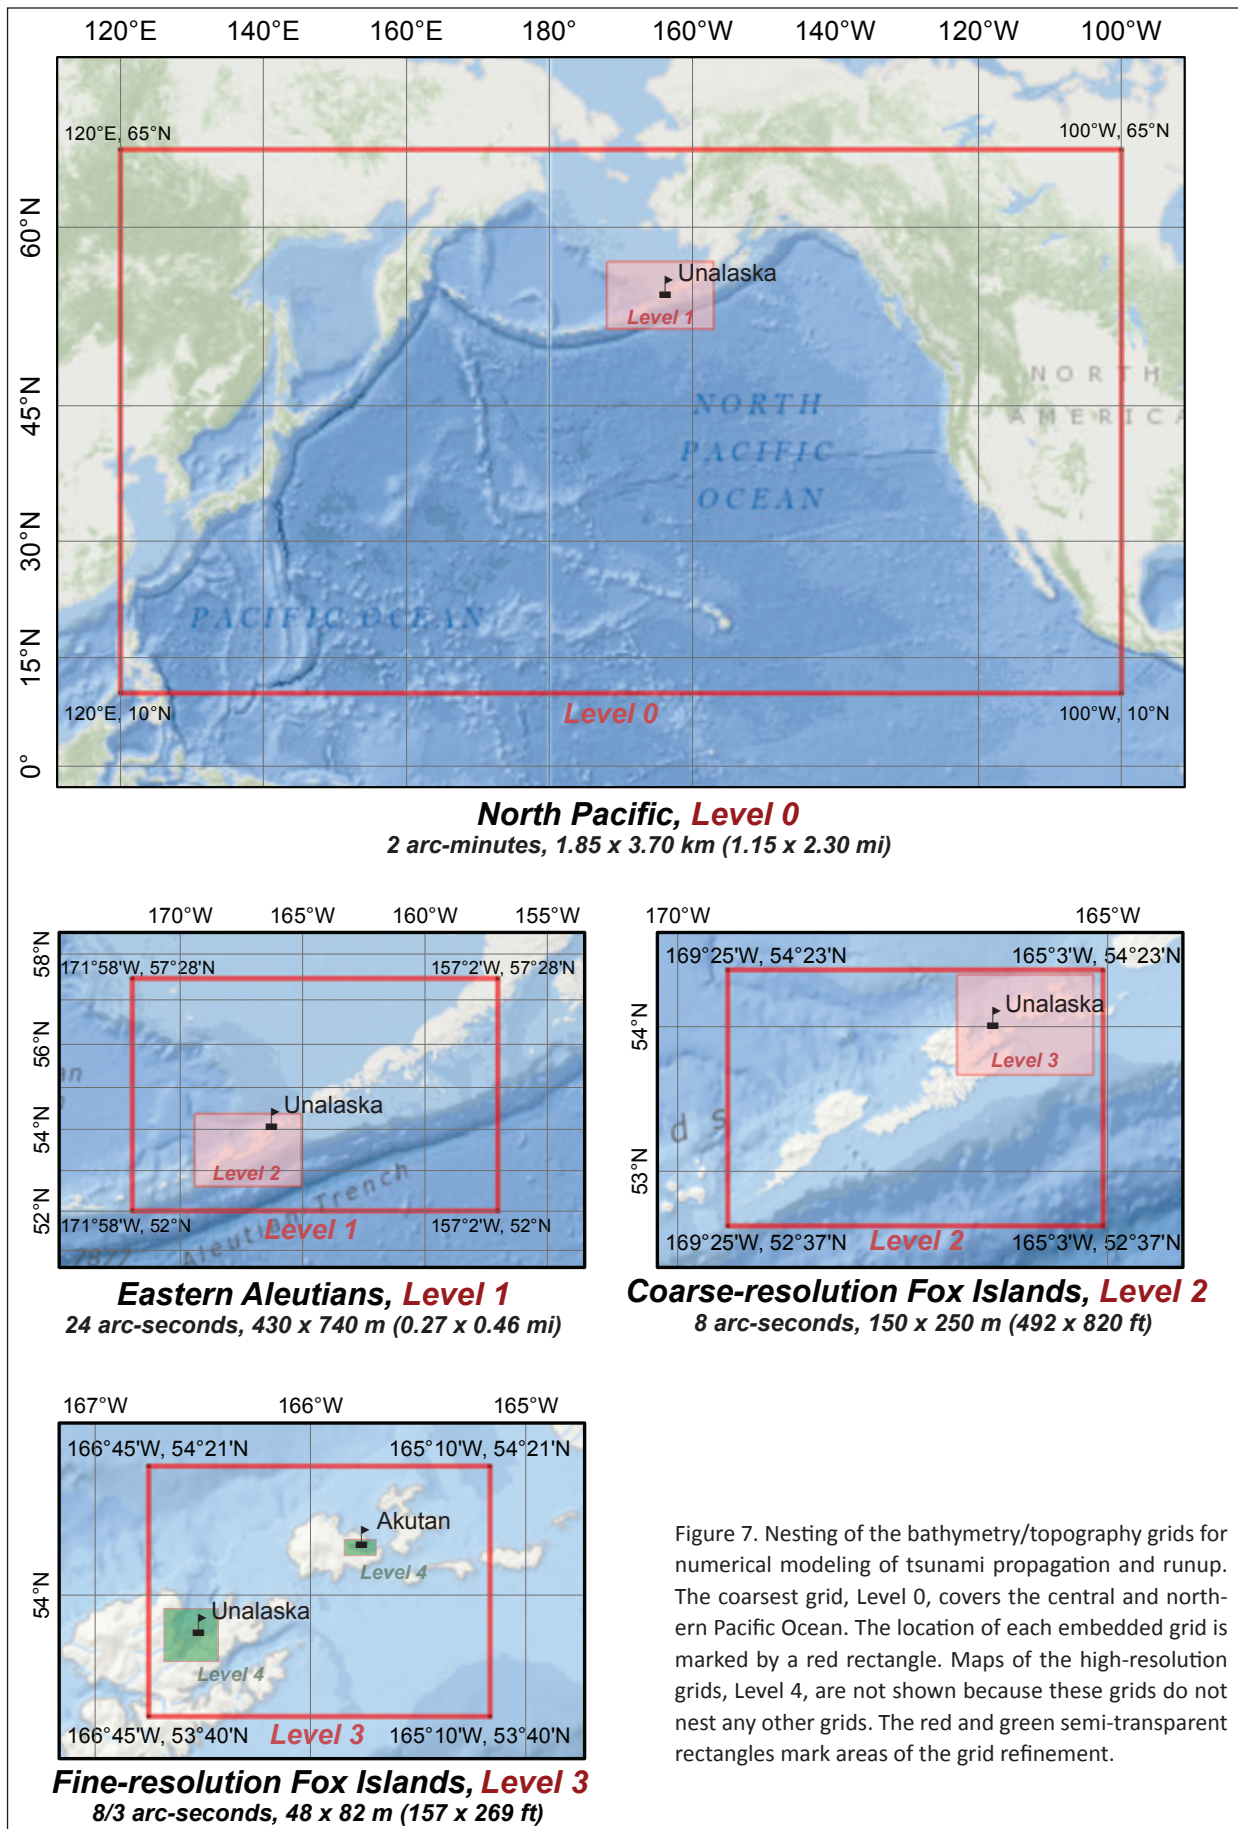 120°E 140°E 160°E 180° 160°W 140°W 120°W 100°W
120°E, 65°N
100°W, 65°N
60°N
Unalaska
Level 1
NORTH
AMERICA
45°N
NORTH
PACIFIC
OCEAN
30°N
PACIFIC OCEAN
15°N
120°E, 10°N
Level 0
100°W, 10°N
0°
North Pacific, Level 0
2 arc-minutes, 1.85 x 3.70 km (1.15 x 2.30 mi)
170°W 165°W 160°W 155°W
58°N
171°58'W, 57°28'N
157°2'W, 57°28'N
56°N
an
Unalaska
54°N
Level 2
Aleutian Trench
52°N
171°58'W, 52°N
Level 1
157°2'W, 52°N
7877
Eastern Aleutians, Level 1
24 arc-seconds, 430 x 740 m (0.27 x 0.46 mi)
170°W 165°W
169°25'W, 54°23'N
165°3'W, 54°23'N
54°N
Unalaska
Level 3
d s
53°N
169°25'W, 52°37'N
Level 2
165°3'W, 52°37'N
Coarse-resolution Fox Islands, Level 2
8 arc-seconds, 150 x 250 m (492 x 820 ft)
167°W 166°W 165°W
166°45'W, 54°21'N
165°10'W, 54°21'N
Akutan
Level 4
54°N
Unalaska
Level 4
166°45'W, 53°40'N
Level 3
165°10'W, 53°40'N
Fine-resolution Fox Islands, Level 3
8/3 arc-seconds, 48 x 82 m (157 x 269 ft)
Figure 7. Nesting of the bathymetry/topography grids for
numerical modeling of tsunami propagation and runup.
The coarsest grid, Level 0, covers the central and north-
ern Pacific Ocean. The location of each embedded grid is
marked by a red rectangle. Maps of the high-resolution
grids, Level 4, are not shown because these grids do not
nest any other grids. The red and green semi-transparent
rectangles mark areas of the grid refinement.